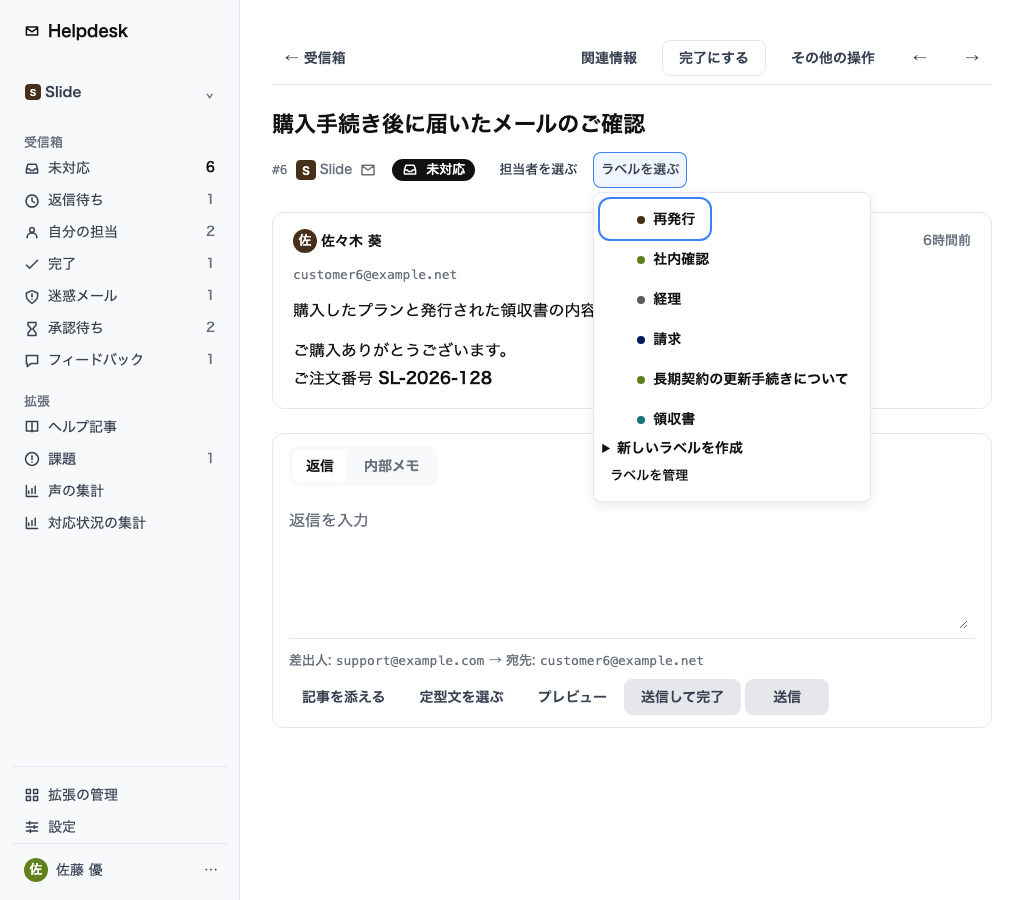 Helpdesk
S Slide
受信箱
未対応 6
返信待ち 1
自分の担当 2
完了 1
迷惑メール 1
承認待ち 2
フィードバック 1
拡張
ヘルプ記事
課題 1
声の集計
対応状況の集計
拡張の管理
設定
佐 佐藤 優 …
← 受信箱 関連情報 完了にする その他の操作 ← →
購入手続き後に届いたメールのご確認
#6 S Slide 未対応 担当者を選ぶ ラベルを選ぶ
再発行
社内確認
経理
請求
長期契約の更新手続きについて
領収書
▶ 新しいラベルを作成
ラベルを管理
佐 佐々木 葵 6時間前
customer6@example.net
購入したプランと発行された領収書の内容
ご購入ありがとうございます。
ご注文番号 SL-2026-128
返信 内部メモ
返信を入力
差出人: support@example.com → 宛先: customer6@example.net
記事を添える 定型文を選ぶ プレビュー 送信して完了 送信